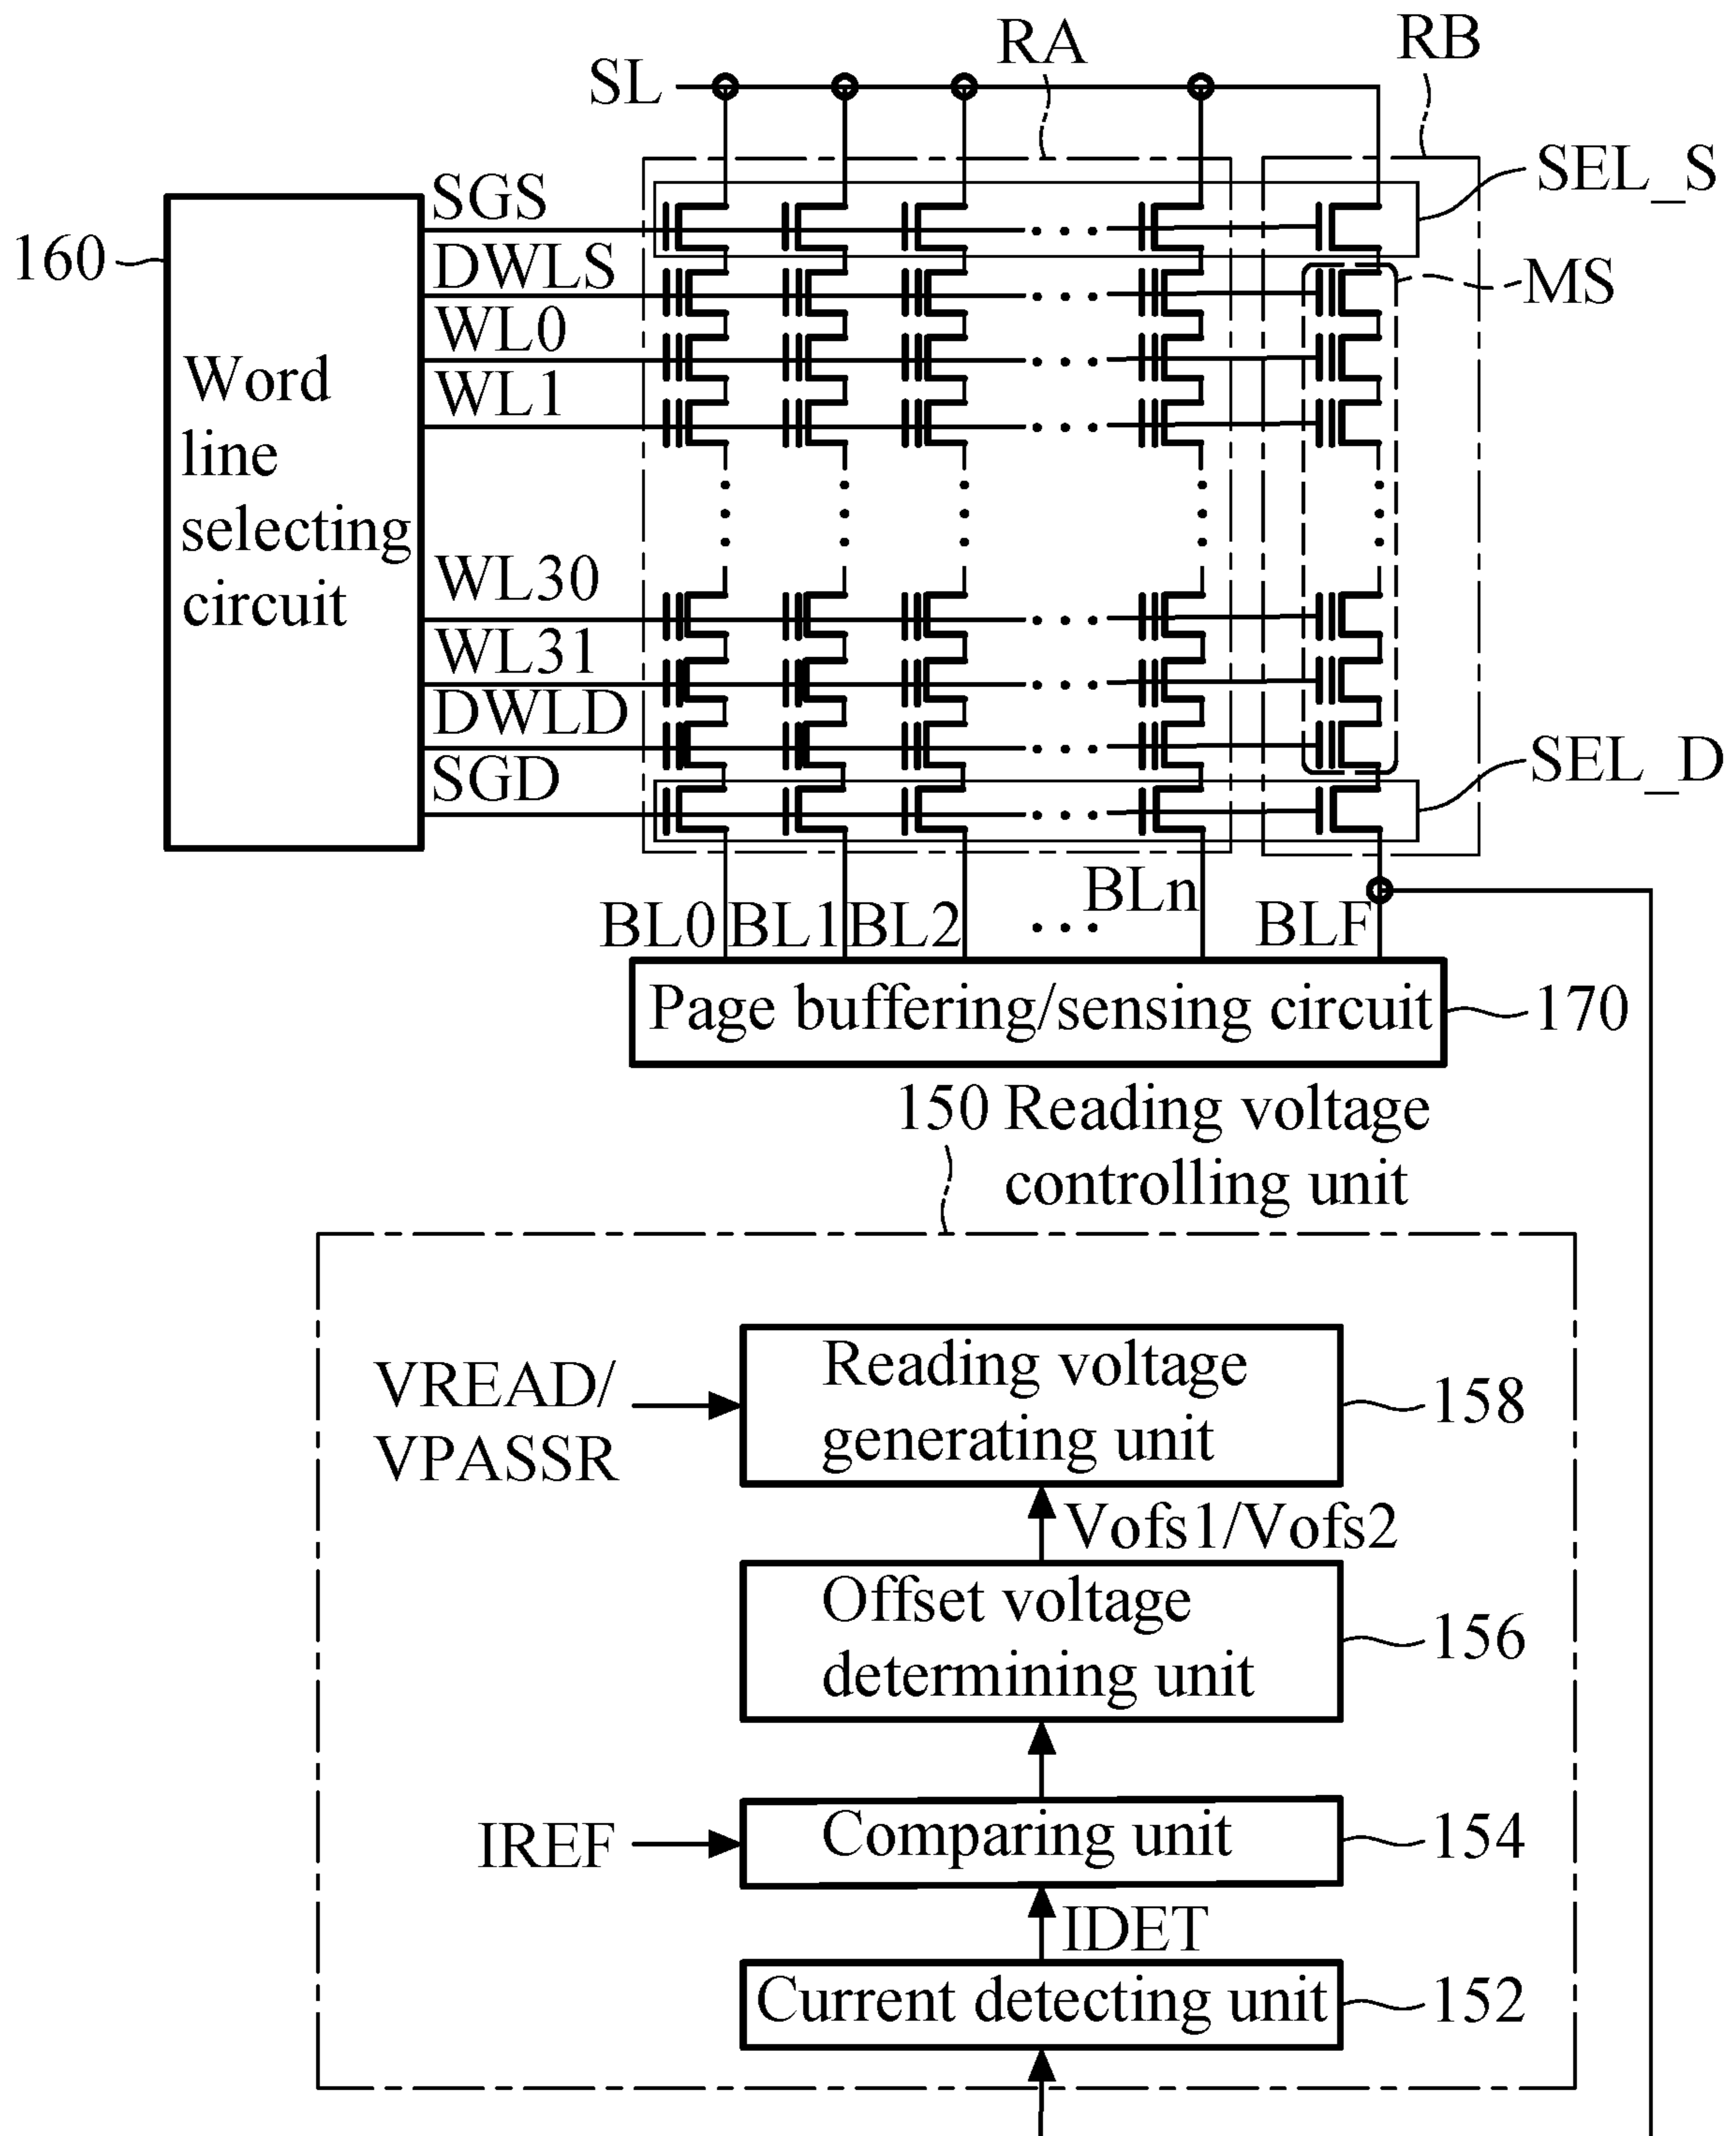 RA
RB
SL
SEL_S
SGS
160
DWLS
MS
WL0
Word
line
selecting
circuit
WL1
WL30
WL31
DWLD
SEL_D
SGD
BL0
BL1
BL2
...
BLn
BLF
Page buffering/sensing circuit
170
150 Reading voltage
controlling unit
VREAD/
VPASSR
Reading voltage
generating unit
158
Vofs1/Vofs2
Offset voltage
determining unit
156
IREF
Comparing unit
154
IDET
Current detecting unit
152